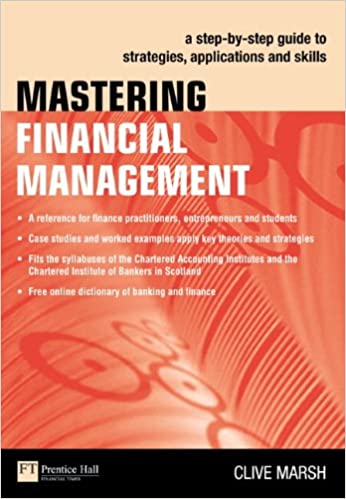 a step-by-step guide to
strategies, applications and skills
MASTERING
FINANCIAL
MANAGEMENT
• A reference for finance practitioners, entrepreneurs and students
• Case studies and worked examples apply key theories and strategies
• Fits the syllabuses of the Chartered Accounting Institutes and the
Chartered Institute of Bankers in Scotland
• Free online dictionary of banking and finance
FT Prentice Hall
FINANCIAL TIMES
CLIVE MARSH